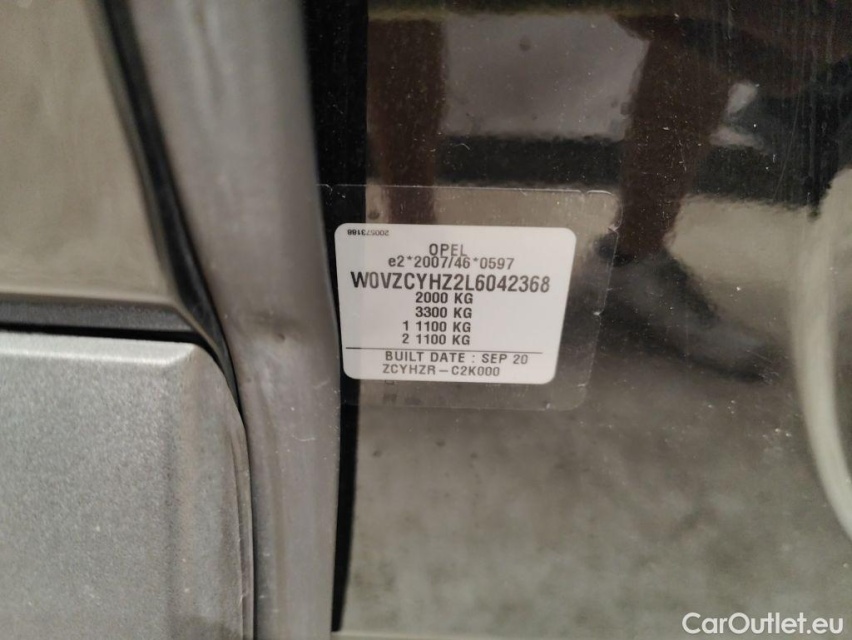 20057318B
OPEL
e2*2007/46*0597
W0VZCYHZ2L6042368
2000 KG
3300 KG
1 1100 KG
2 1100 KG
BUILT DATE : SEP 20
ZCYHZR-C2K000
CarOutlet.eu